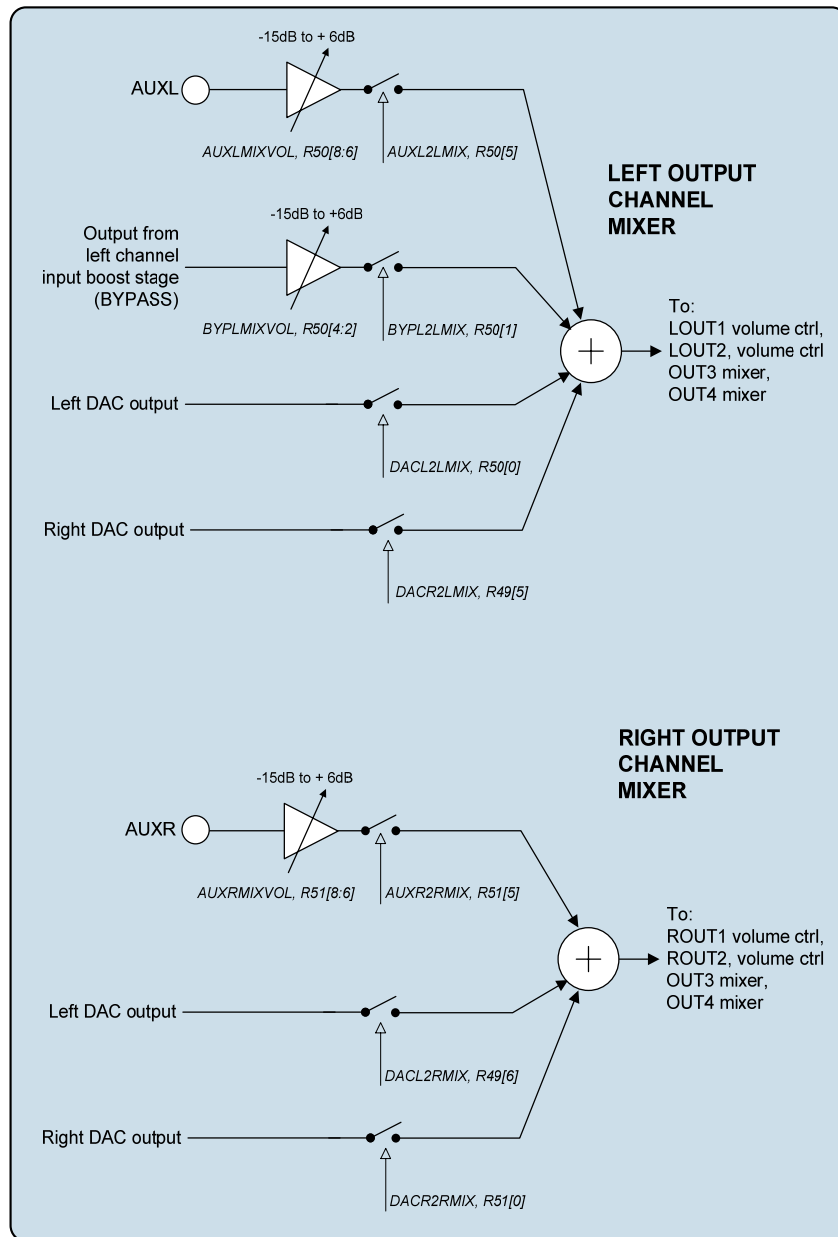 -15dB to + 6dB
AUXL
AUXLMIXVOL, R50[8:6]
AUXL2LMIX, R50[5]
LEFT OUTPUT
CHANNEL
MIXER
-15dB to +6dB
Output from
left channel
input boost stage
(BYPASS)
BYPLMIXVOL, R50[4:2]
BYPL2LMIX, R50[1]
To:
LOUT1 volume ctrl,
LOUT2, volume ctrl
OUT3 mixer,
OUT4 mixer
Left DAC output
DACL2LMIX, R50[0]
Right DAC output
DACR2LMIX, R49[5]
RIGHT OUTPUT
CHANNEL
MIXER
-15dB to + 6dB
AUXR
AUXRMIXVOL, R51[8:6]
AUXR2RMIX, R51[5]
To:
ROUT1 volume ctrl,
ROUT2, volume ctrl
OUT3 mixer,
OUT4 mixer
Left DAC output
DACL2RMIX, R49[6]
Right DAC output
DACR2RMIX, R51[0]